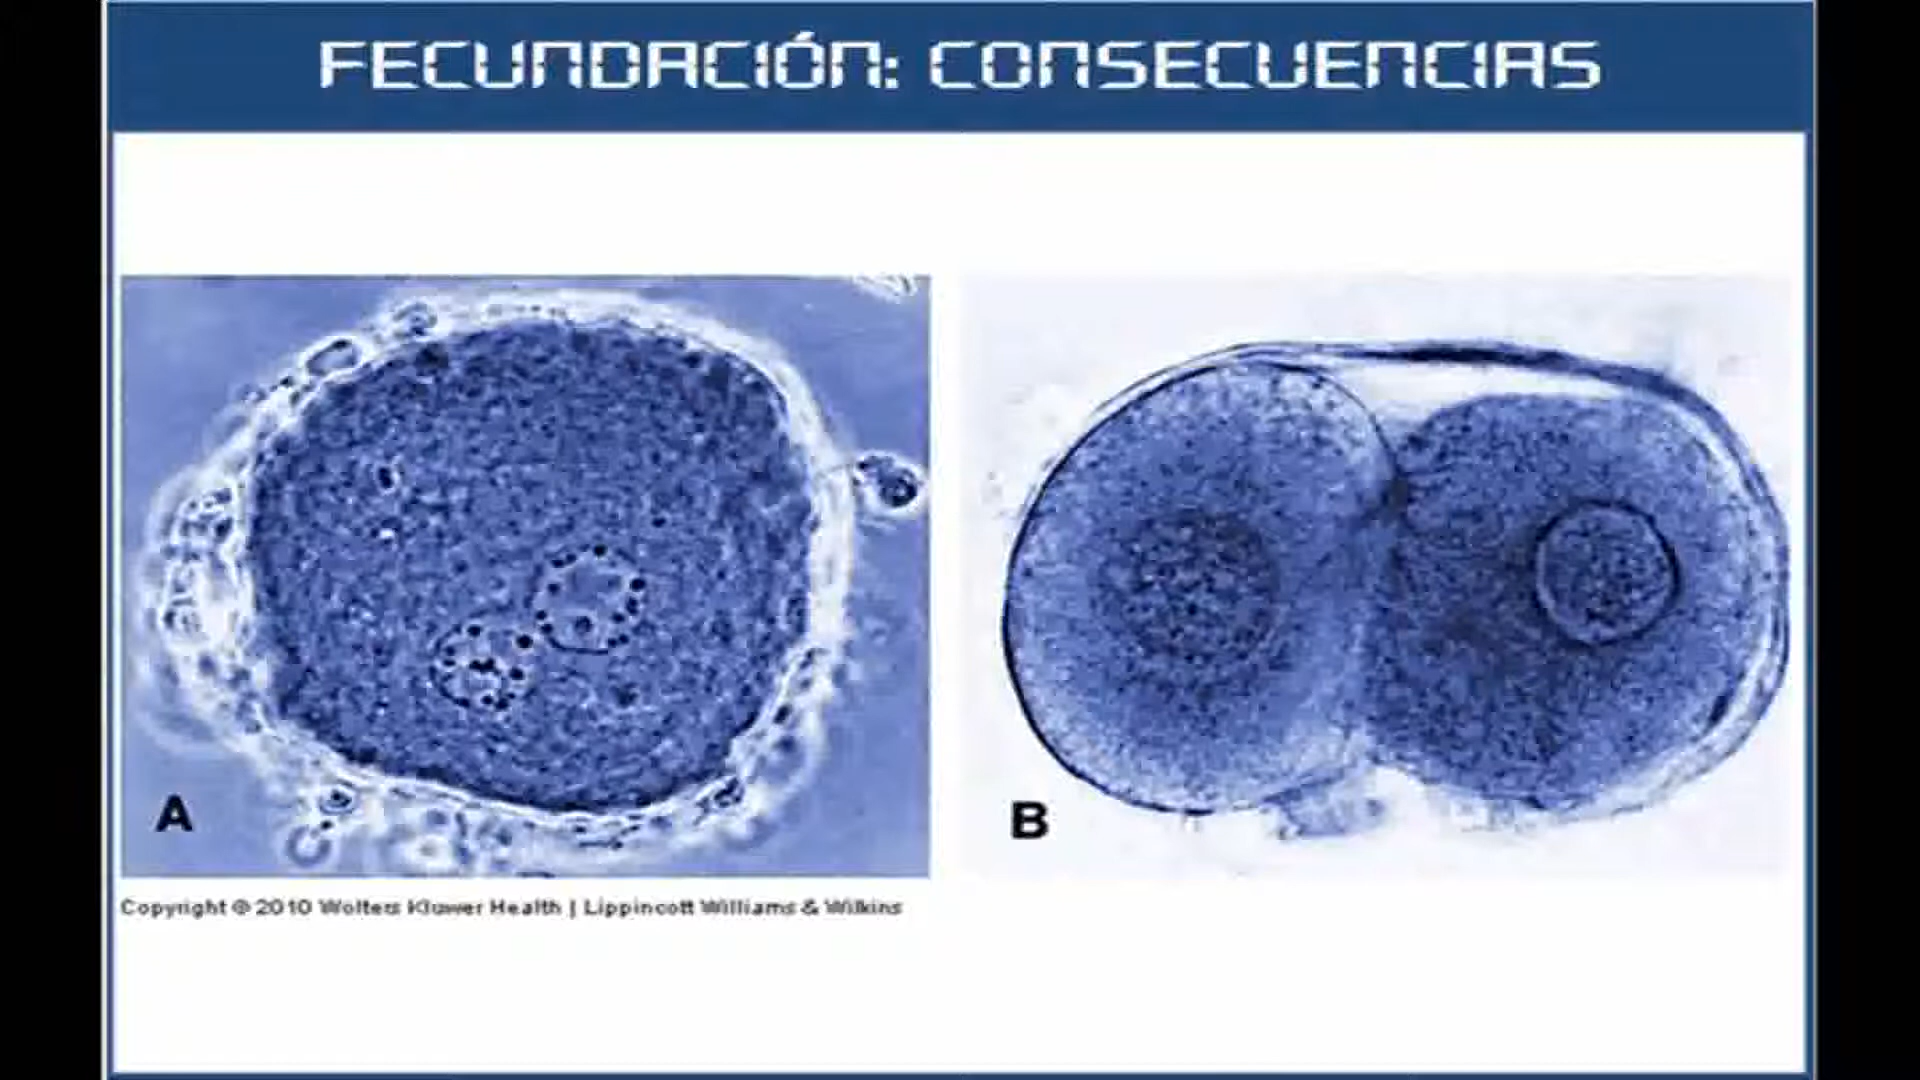 FECUNDACIÓN: CONSECUENCIAS
A
B
Copyright © 2010 Wolters Kluwer Health | Lippincott Williams & Wilkins